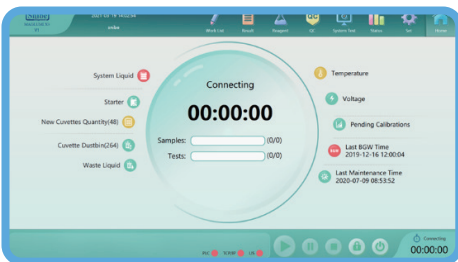 Work List
Result
Reagent
QC
System Test
Status
Set
Home
System Liquid
Starter
New Cuvettes Quantity(48)
Cuvette Dustbin(264)
Waste Liquid
Connecting
00:00:00
Samples: (0/0)
Tests: (0/0)
Temperature
Voltage
Pending Calibrations
Last BGW Time
2019-12-16 12:00:04
Last Maintenance Time
2020-07-09 08:53:52
Connecting
00:00:00